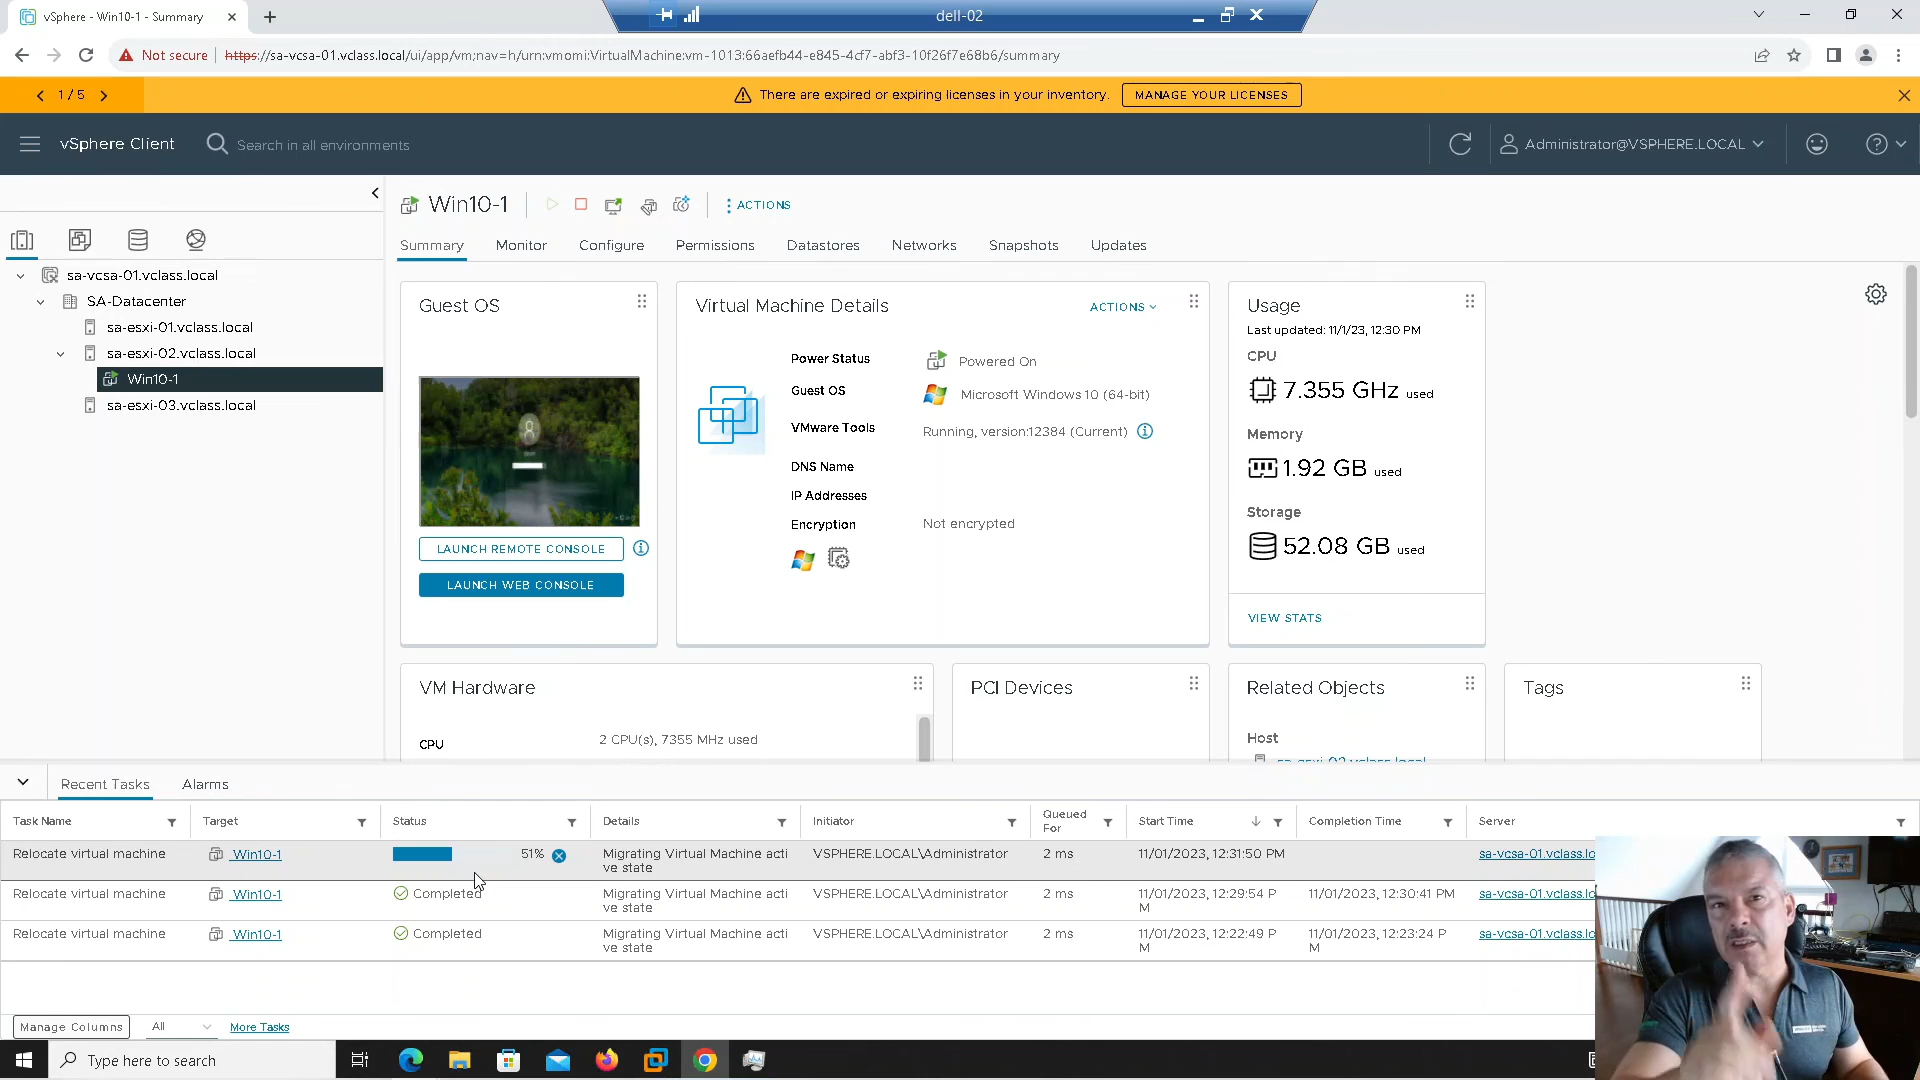 vSphere - Win10-1 - Summary
dell-02
Not secure
https://sa-vcsa-01.vclass.local/ui/app/vm;nav=h/urn:vmomi:VirtualMachine:vm-1013:66aefb44-e845-4cf7-abf3-10f26f7e68b6/summary
1 / 5
There are expired or expiring licenses in your inventory.
MANAGE YOUR LICENSES
vSphere Client
Search in all environments
Administrator@VSPHERE.LOCAL
Win10-1
ACTIONS
Summary
Monitor
Configure
Permissions
Datastores
Networks
Snapshots
Updates
sa-vcsa-01.vclass.local
SA-Datacenter
sa-esxi-01.vclass.local
sa-esxi-02.vclass.local
Win10-1
sa-esxi-03.vclass.local
Guest OS
LAUNCH REMOTE CONSOLE
LAUNCH WEB CONSOLE
Virtual Machine Details
ACTIONS
Power Status
Powered On
Guest OS
Microsoft Windows 10 (64-bit)
VMware Tools
Running, version:12384 (Current)
DNS Name
IP Addresses
Encryption
Not encrypted
Usage
Last updated: 11/1/23, 12:30 PM
CPU
7.355 GHz used
Memory
1.92 GB used
Storage
52.08 GB used
VIEW STATS
VM Hardware
CPU
2 CPU(s), 7355 MHz used
PCI Devices
Related Objects
Host
sa-esxi-02.vclass.local
Tags
Recent Tasks
Alarms
Task Name
Target
Status
Details
Initiator
Queued
For
Start Time
Completion Time
Server
Relocate virtual machine
Win10-1
51%
Migrating Virtual Machine acti
ve state
VSPHERE.LOCAL\Administrator
2 ms
11/01/2023, 12:31:50 PM
sa-vcsa-01.vclass.lo
Relocate virtual machine
Win10-1
Completed
Migrating Virtual Machine acti
ve state
VSPHERE.LOCAL\Administrator
2 ms
11/01/2023, 12:29:54 P
M
11/01/2023, 12:30:41 PM
sa-vcsa-01.vclass.lo
Relocate virtual machine
Win10-1
Completed
Migrating Virtual Machine acti
ve state
VSPHERE.LOCAL\Administrator
2 ms
11/01/2023, 12:22:49 P
M
11/01/2023, 12:23:24 P
M
sa-vcsa-01.vclass.lo
Manage Columns
All
More Tasks
Type here to search